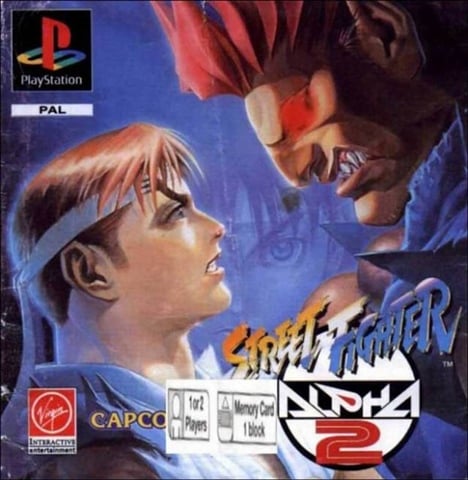 PlayStation
PAL
STREET FIGHTER
TM
ALPHA
2
Virgin
INTERACTIVE
entertainment
CAPCO
1 or 2
Players
Memory Card
1 block